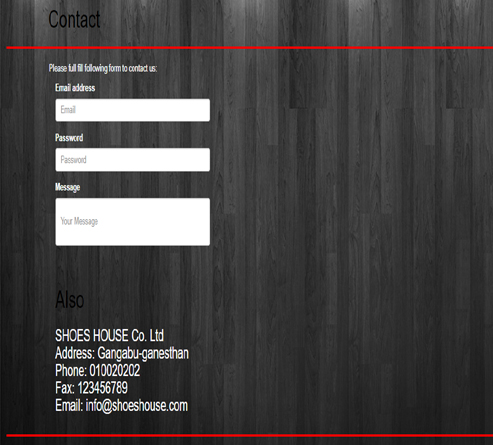 Contact
Please full fill following form to contact us:
Email address
Email
Password
Password
Message
Your Message
Also
SHOES HOUSE Co. Ltd
Address: Gangabu-ganesthan
Phone: 010020202
Fax: 123456789
Email: info@shoeshouse.com